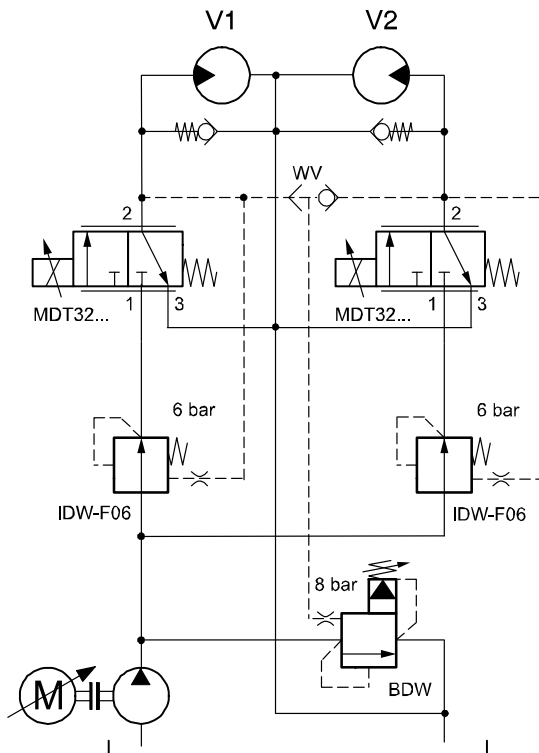 V1 V2
WV
2 2
1 3 1 3
MDT32... MDT32...
6 bar 6 bar
IDW-F06 IDW-F06
8 bar
BDW
M